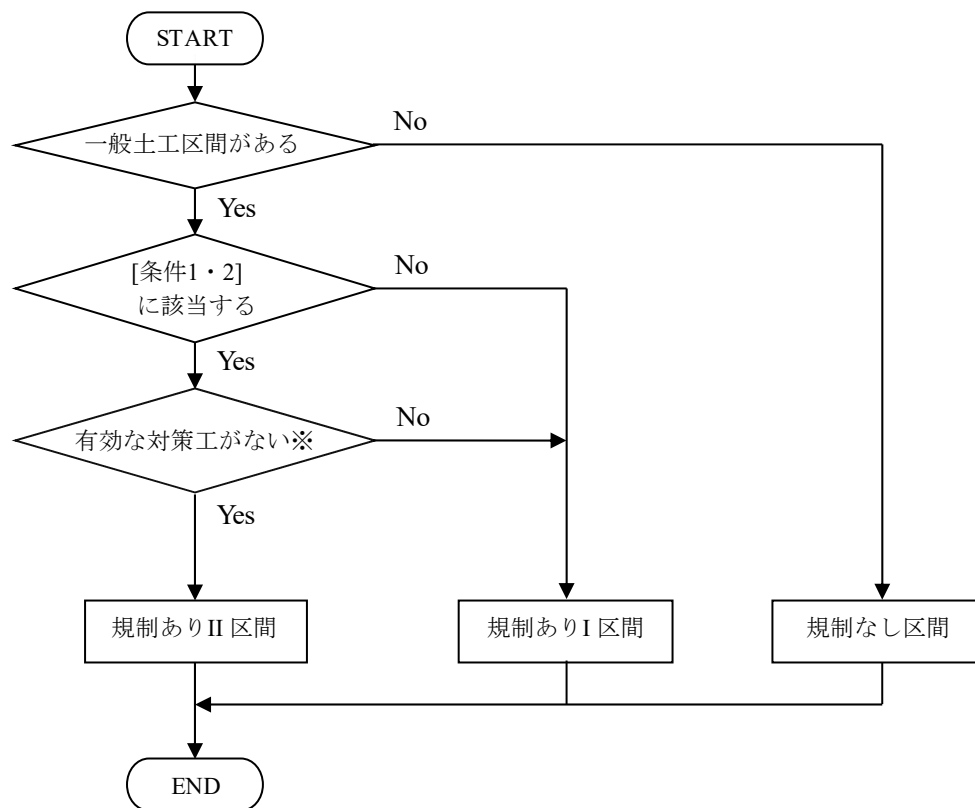 START
一般土工区間がある
No
Yes
[条件1・2]
に該当する
No
Yes
有効な対策工がない※
No
Yes
規制ありII 区間
規制ありI 区間
規制なし区間
END